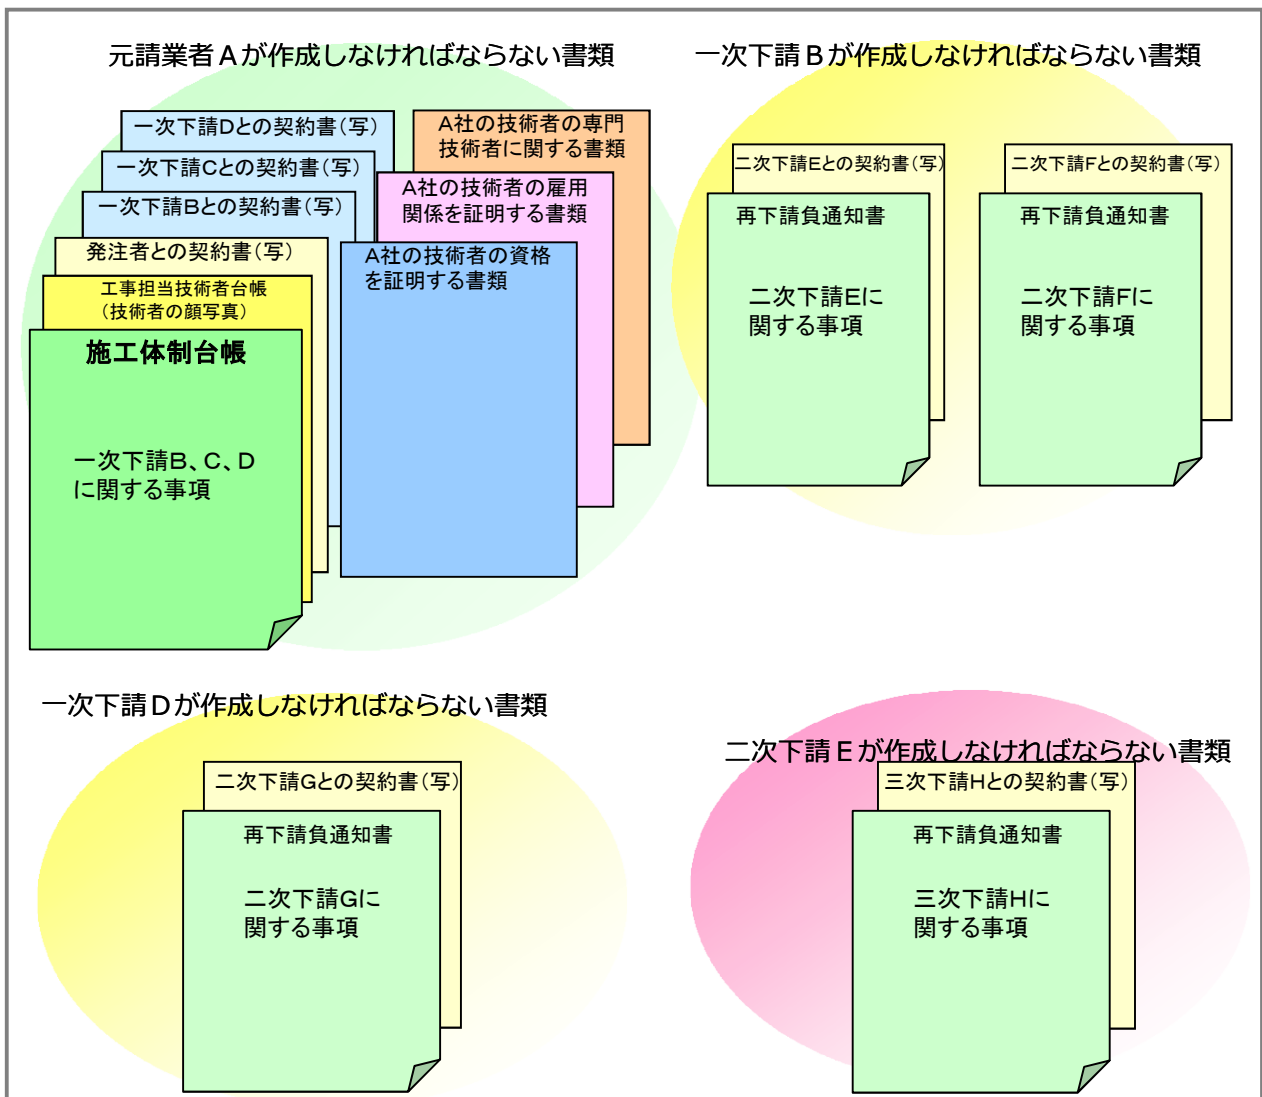 元請業者Aが作成しなければならない書類
一次下請Dとの契約書(写)
一次下請Cとの契約書(写)
一次下請Bとの契約書(写)
発注者との契約書(写)
工事担当技術者台帳
(技術者の顔写真)
施工体制台帳
一次下請B、C、D
に関する事項
A社の技術者の専門
技術者に関する書類
A社の技術者の雇用
関係を証明する書類
A社の技術者の資格
を証明する書類
一次下請Bが作成しなければならない書類
二次下請Eとの契約書(写)
再下請負通知書
二次下請Eに
関する事項
二次下請Fとの契約書(写)
再下請負通知書
二次下請Fに
関する事項
一次下請Dが作成しなければならない書類
二次下請Gとの契約書(写)
再下請負通知書
二次下請Gに
関する事項
二次下請Eが作成しなければならない書類
三次下請Hとの契約書(写)
再下請負通知書
三次下請Hに
関する事項